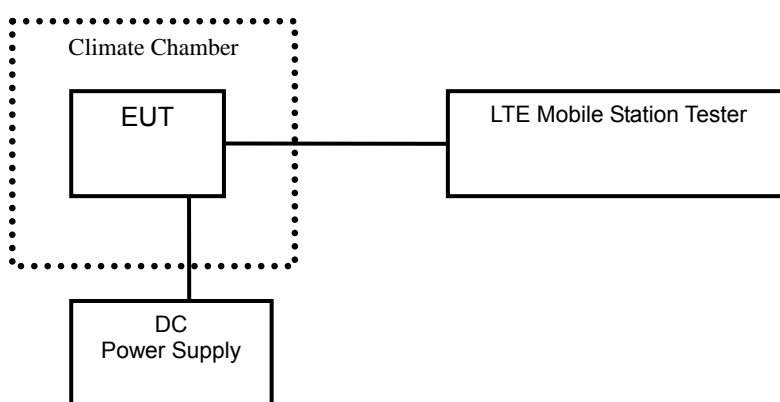 Climate Chamber
EUT
LTE Mobile Station Tester
DC
Power Supply